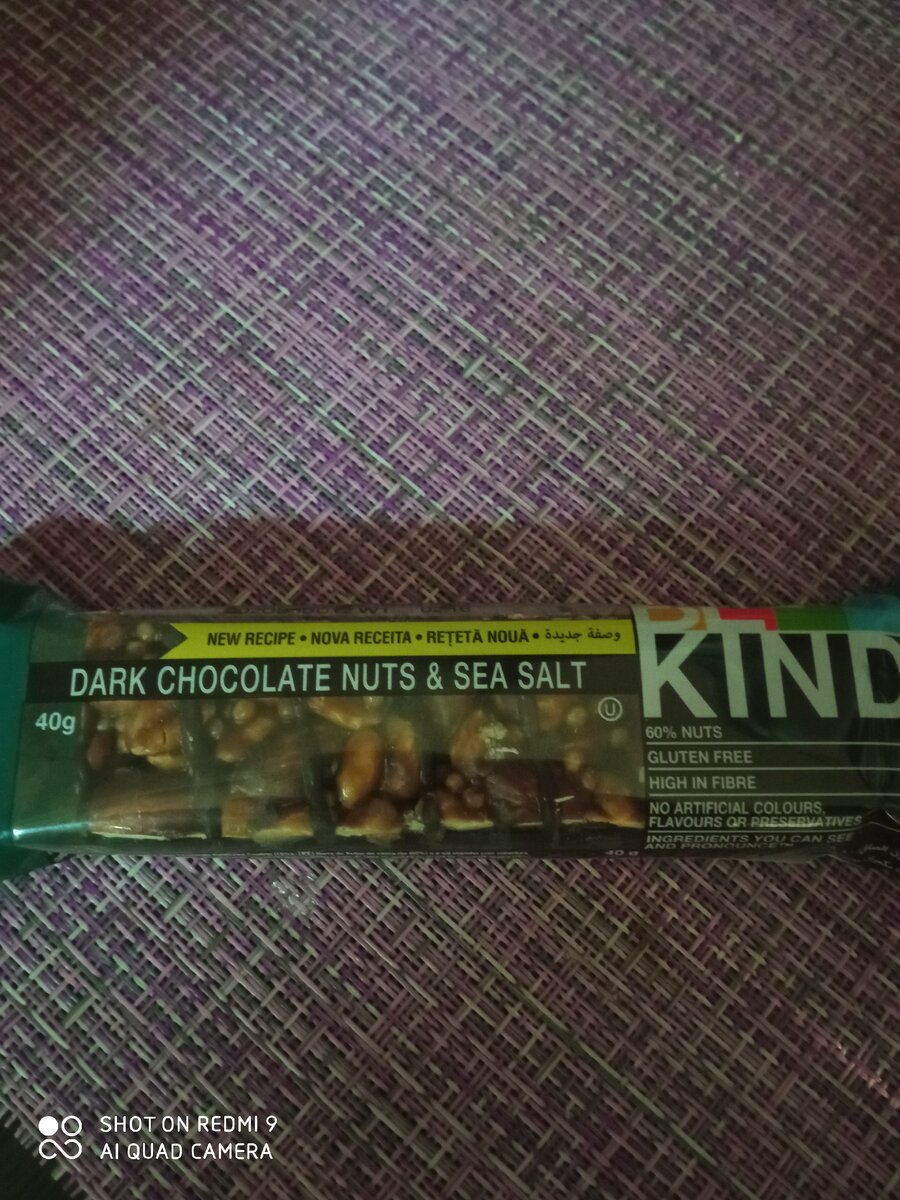 NEW RECIPE • NOVA RECEITA • REȚETĂ NOUĂ • وصفة جديدة
DARK CHOCOLATE NUTS & SEA SALT
40g
U
BE
KIND
60% NUTS
GLUTEN FREE
HIGH IN FIBRE
NO ARTIFICIAL COLOURS,
FLAVOURS OR PRESERVATIVES
INGREDIENTS YOU CAN SEE
AND PRONOUNCE
40 g
SHOT ON REDMI 9
AI QUAD CAMERA